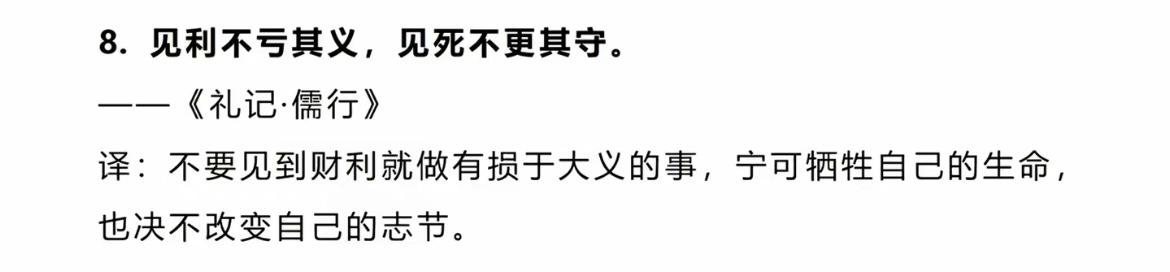 8. 见利不亏其义，见死不更其守。
——《礼记·儒行》
译：不要见到财利就做有损于大义的事，宁可牺牲自己的生命，
也决不改变自己的志节。